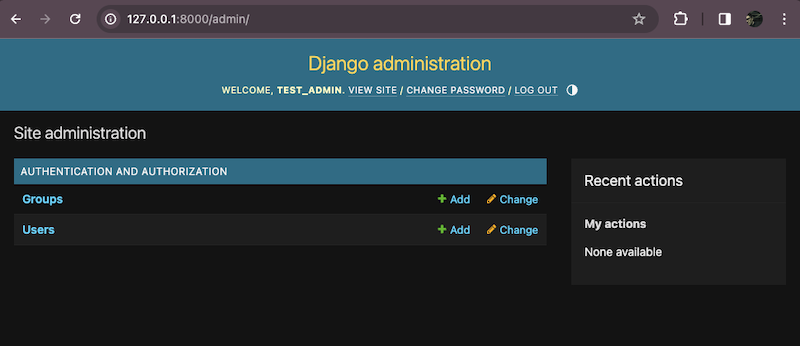 127.0.0.1:8000/admin/
Django administration
WELCOME, TEST_ADMIN. VIEW SITE / CHANGE PASSWORD / LOG OUT
Site administration
AUTHENTICATION AND AUTHORIZATION
Groups Add Change
Users Add Change
Recent actions
My actions
None available